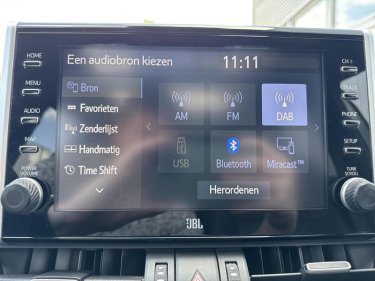 Een audiobron kiezen 11:11
HOME
MENU
AUDIO
MAP
POWER
VOLUME
Bron
Favorieten
Zenderlijst
Handmatig
Time Shift
AM FM DAB
USB Bluetooth Miracast™
Herordenen
CH
TRACK
PHONE
SETUP
TUNE
SCROLL
JBL